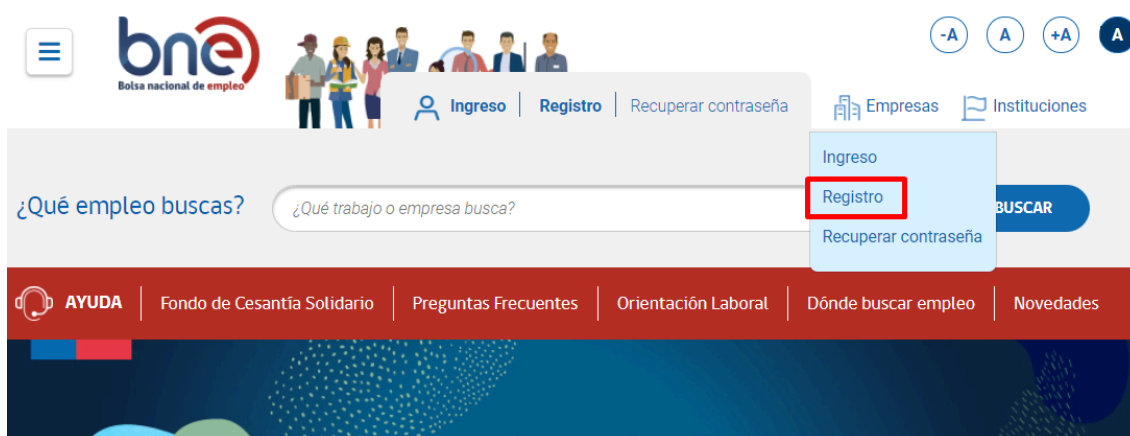 bne
Bolsa nacional de empleo
-A A +A A
Ingreso Registro Recuperar contraseña Empresas Instituciones
Ingreso
Registro
Recuperar contraseña
¿Qué empleo buscas? ¿Qué trabajo o empresa busca? BUSCAR
AYUDA Fondo de Cesantía Solidario Preguntas Frecuentes Orientación Laboral Dónde buscar empleo Novedades